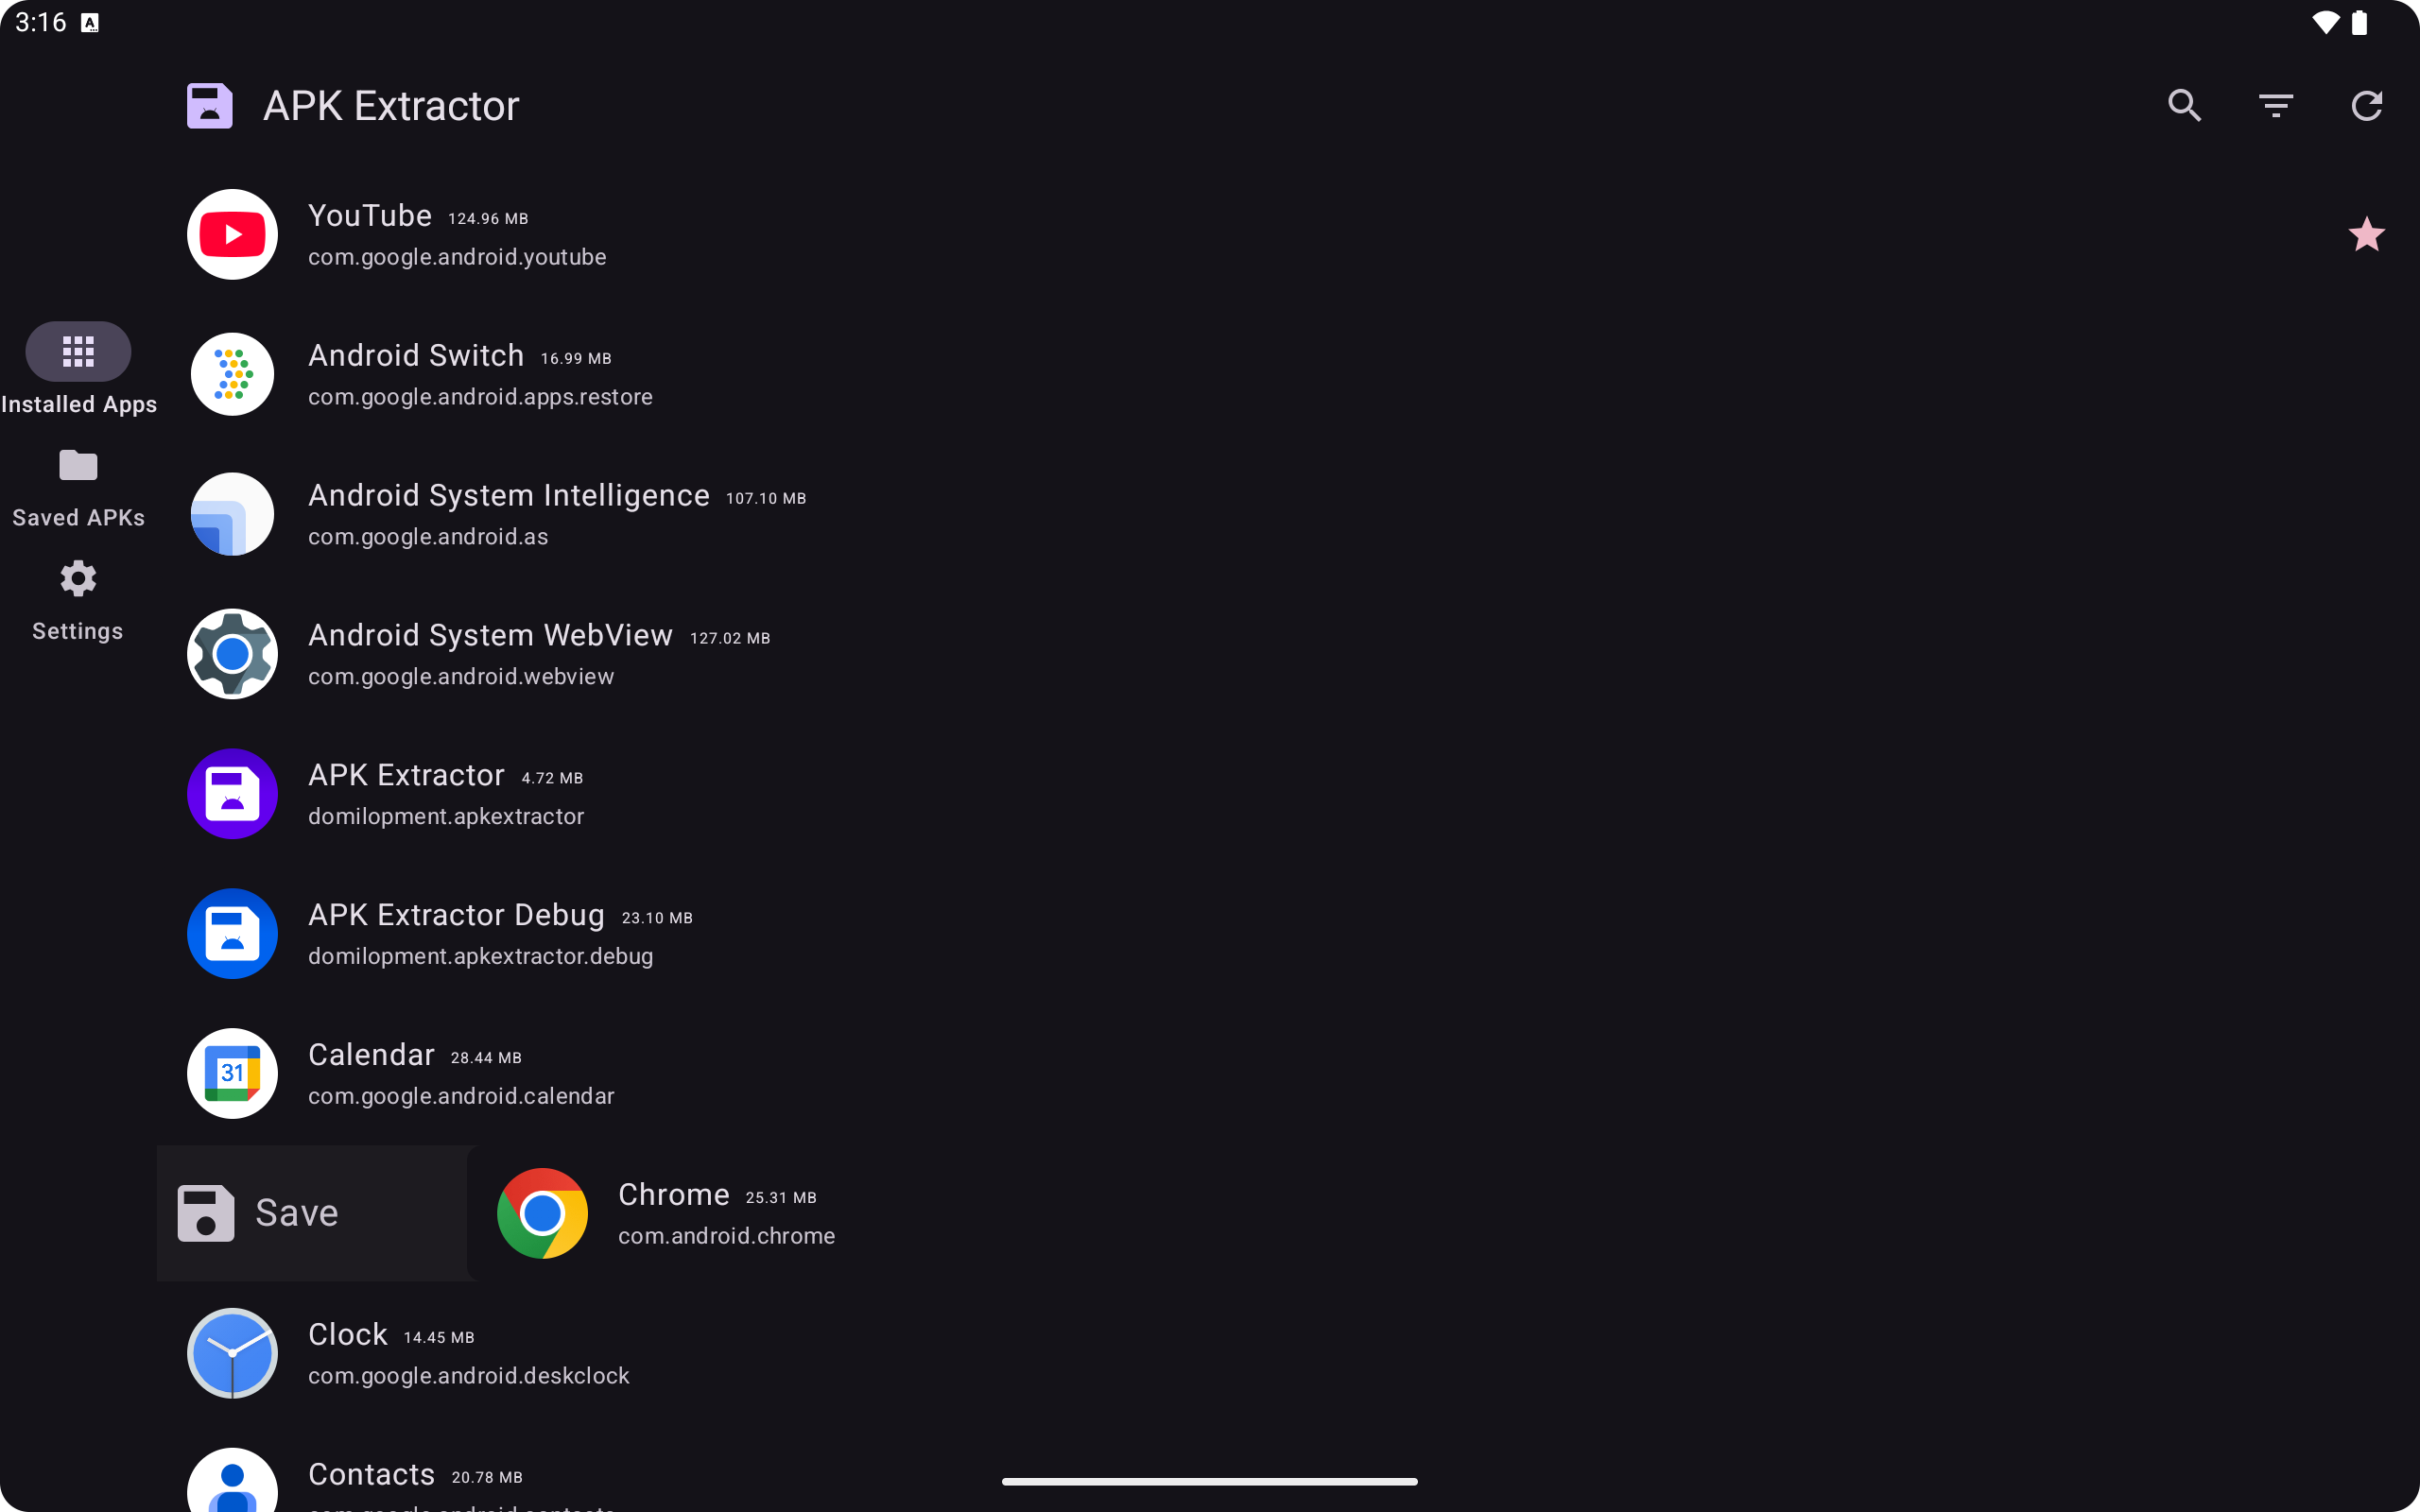 3:16
APK Extractor
YouTube 124.96 MB
com.google.android.youtube
Android Switch 16.99 MB
com.google.android.apps.restore
Installed Apps
Android System Intelligence 107.10 MB
com.google.android.as
Saved APKs
Android System WebView 127.02 MB
com.google.android.webview
Settings
APK Extractor 4.72 MB
domilopment.apkextractor
APK Extractor Debug 23.10 MB
domilopment.apkextractor.debug
Calendar 28.44 MB
com.google.android.calendar
31
Save
Chrome 25.31 MB
com.android.chrome
Clock 14.45 MB
com.google.android.deskclock
Contacts 20.78 MB